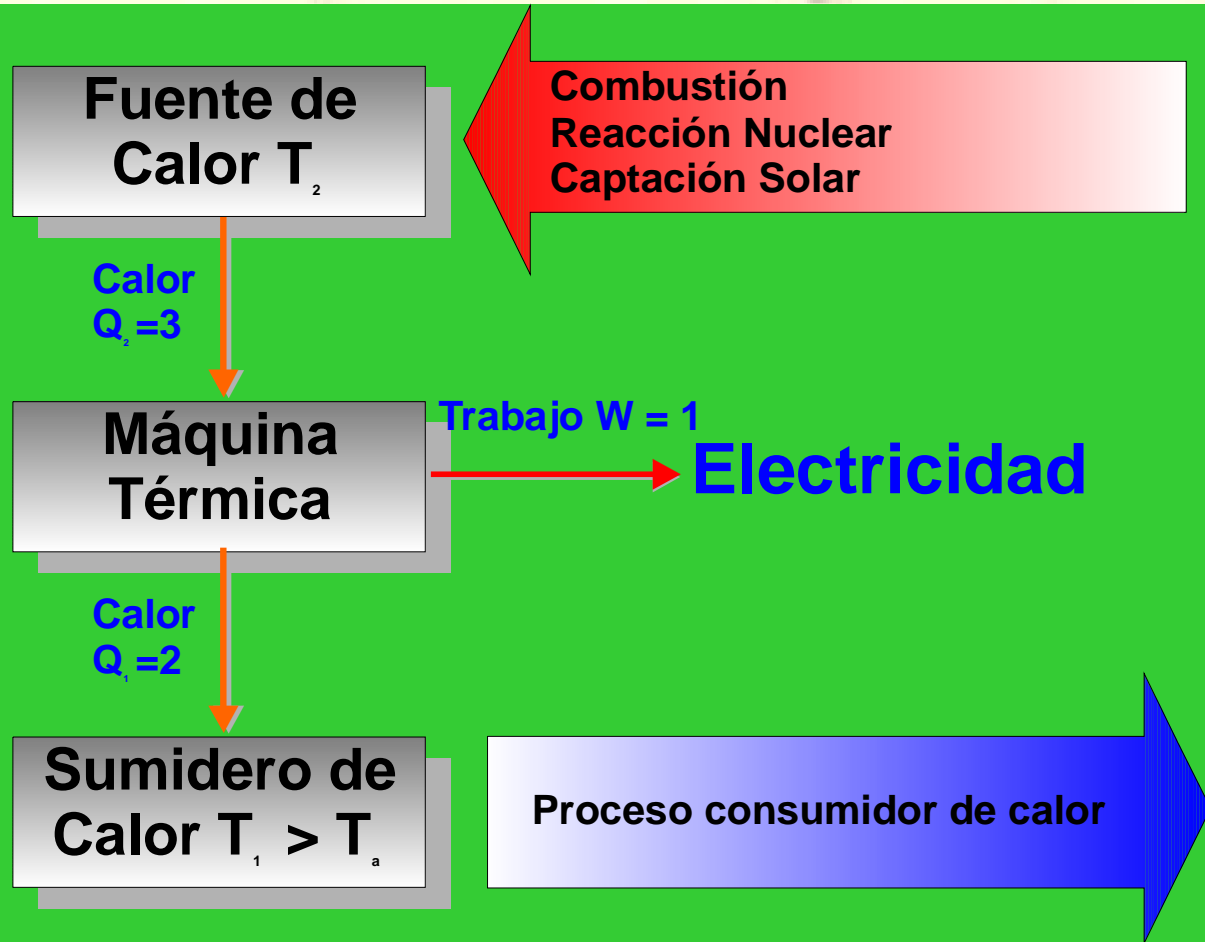 Fuente de
Calor T₂
Combustión
Reacción Nuclear
Captación Solar
Calor
Q₂=3
Máquina
Térmica
Trabajo W = 1
Electricidad
Calor
Q₁=2
Sumidero de
Calor T₁ > Tₐ
Proceso consumidor de calor